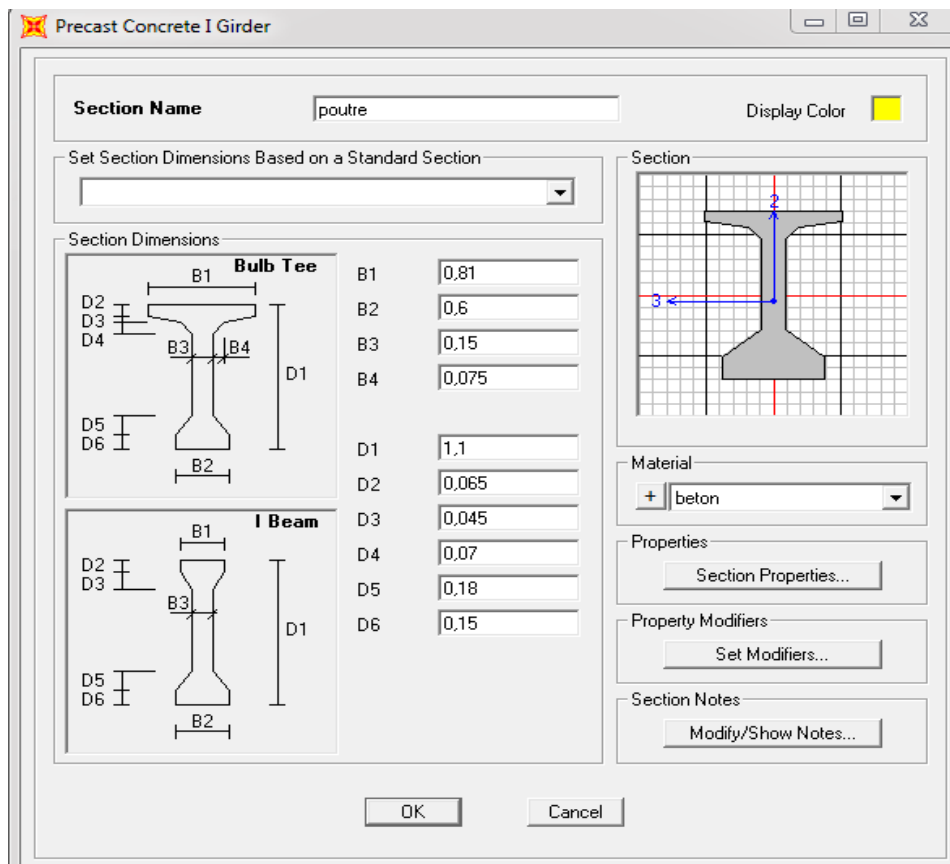 Precast Concrete I Girder
Section Name poutre Display Color
Set Section Dimensions Based on a Standard Section
Section Dimensions
Bulb Tee
B1
D2
D3
D4
B3 B4
D1
D5
D6
B2
I Beam
B1
D2
D3
B3
D1
D5
D6
B2
B1 0,81
B2 0,6
B3 0,15
B4 0,075
D1 1,1
D2 0,065
D3 0,045
D4 0,07
D5 0,18
D6 0,15
Section
2
3
Material
+ beton
Properties
Section Properties...
Property Modifiers
Set Modifiers...
Section Notes
Modify/Show Notes...
OK Cancel